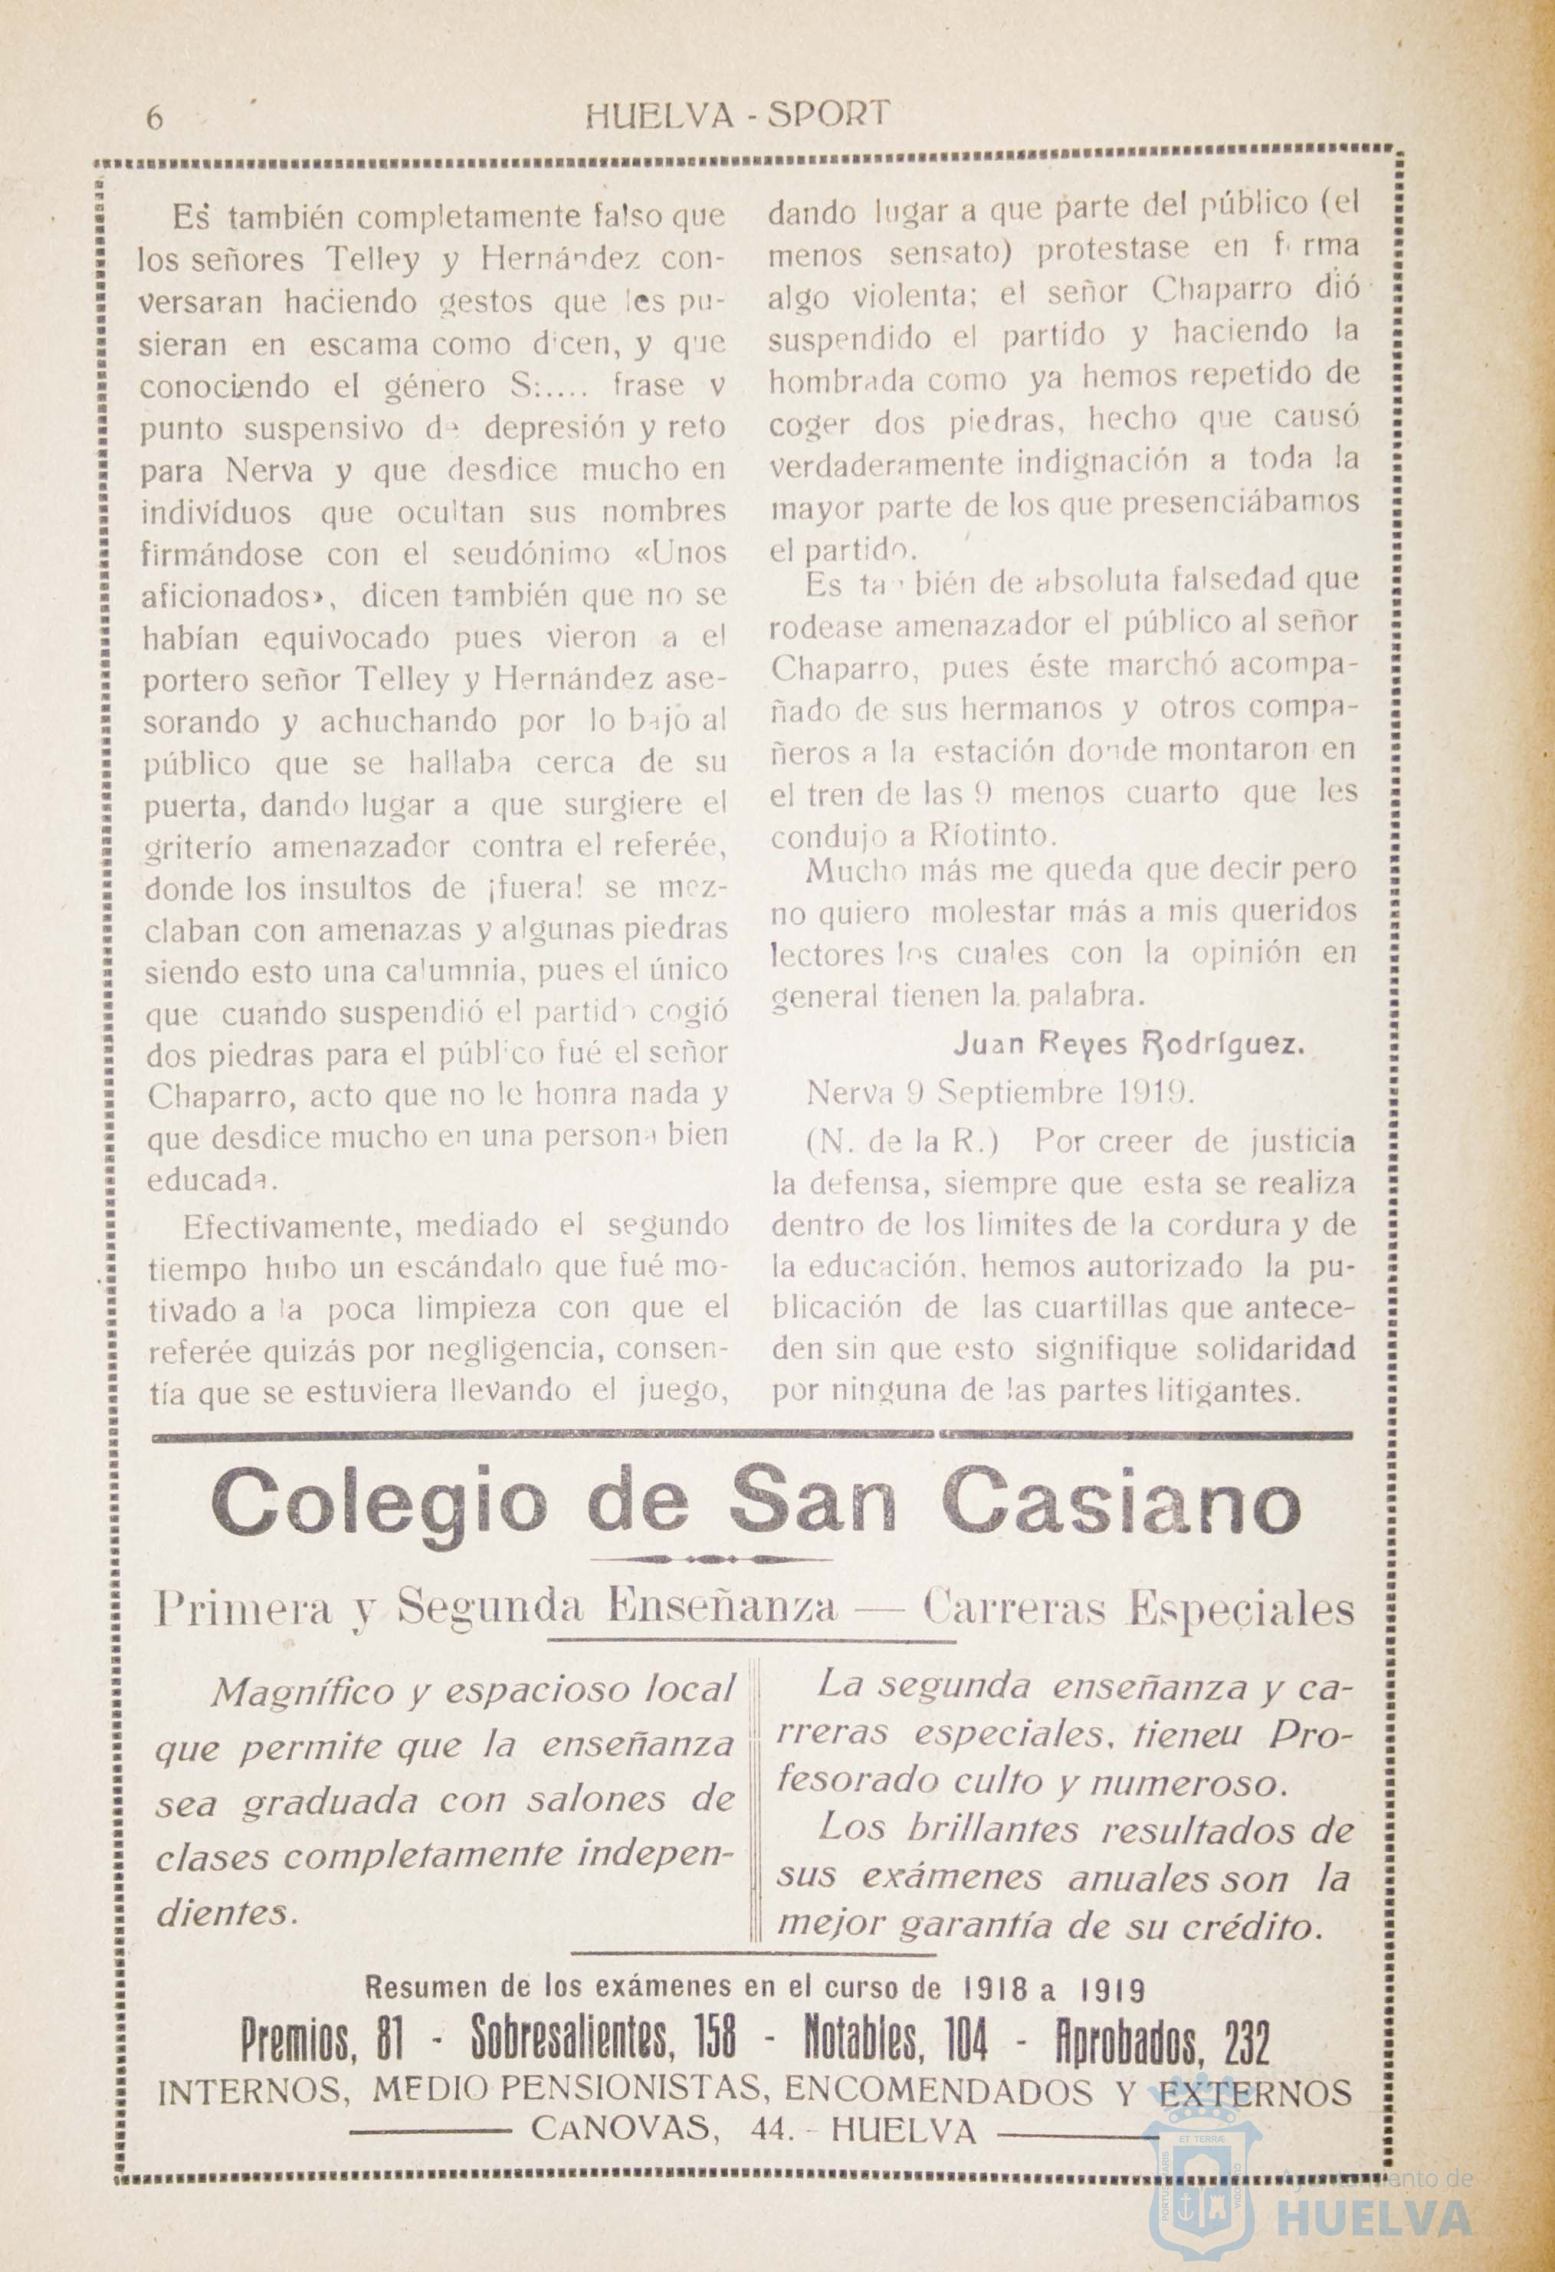 6
HUELVA - SPORT
Es también completamente falso que
los señores Telley y Hernández con-
versaran haciendo gestos que les pu-
sieran en escama como dicen, y que
conociendo el género S:.... frase y
punto suspensivo de depresión y reto
para Nerva y que desdice mucho en
indivíduos que ocultan sus nombres
firmándose con el seudónimo «Unos
aficionados», dicen también que no se
habían equivocado pues vieron a el
portero señor Telley y Hernández ase-
sorando y achuchando por lo bajo al
público que se hallaba cerca de su
puerta, dando lugar a que surgiere el
griterío amenazador contra el referée,
donde los insultos de ¡fuera! se mez-
claban con amenazas y algunas piedras
siendo esto una calumnia, pues el único
que cuando suspendió el partido cogió
dos piedras para el público fué el señor
Chaparro, acto que no le honra nada y
que desdice mucho en una persona bien
educada.
Efectivamente, mediado el segundo
tiempo hubo un escándalo que fué mo-
tivado a la poca limpieza con que el
referée quizás por negligencia, consen-
tía que se estuviera llevando el juego,
dando lugar a que parte del público (el
menos sensato) protestase en forma
algo violenta; el señor Chaparro dió
suspendido el partido y haciendo la
hombrada como ya hemos repetido de
coger dos piedras, hecho que causó
verdaderamente indignación a toda la
mayor parte de los que presenciábamos
el partido.
Es también de absoluta falsedad que
rodease amenazador el público al señor
Chaparro, pues éste marchó acompa-
ñado de sus hermanos y otros compa-
ñeros a la estación donde montaron en
el tren de las 9 menos cuarto que les
condujo a Ríotinto.
Mucho más me queda que decir pero
no quiero molestar más a mis queridos
lectores los cuales con la opinión en
general tienen la palabra.
Juan Reyes Rodríguez.
Nerva 9 Septiembre 1919.
(N. de la R.) Por creer de justicia
la defensa, siempre que esta se realiza
dentro de los limites de la cordura y de
la educación, hemos autorizado la pu-
blicación de las cuartillas que antece-
den sin que esto signifique solidaridad
por ninguna de las partes litigantes.
Colegio de San Casiano
Primera y Segunda Enseñanza — Carreras Especiales
Magnífico y espacioso local
que permite que la enseñanza
sea graduada con salones de
clases completamente indepen-
dientes.
La segunda enseñanza y ca-
rreras especiales, tieneu Pro-
fesorado culto y numeroso.
Los brillantes resultados de
sus exámenes anuales son la
mejor garantía de su crédito.
Resumen de los exámenes en el curso de 1918 a 1919
Premios, 81 - Sobresalientes, 158 - Notables, 104 - Aprobados, 232
INTERNOS, MEDIO PENSIONISTAS, ENCOMENDADOS Y EXTERNOS
CANOVAS, 44. - HUELVA
ET TERRÆ
PORTUS MARIS
CUSTODIA
Ayuntamiento de
HUELVA